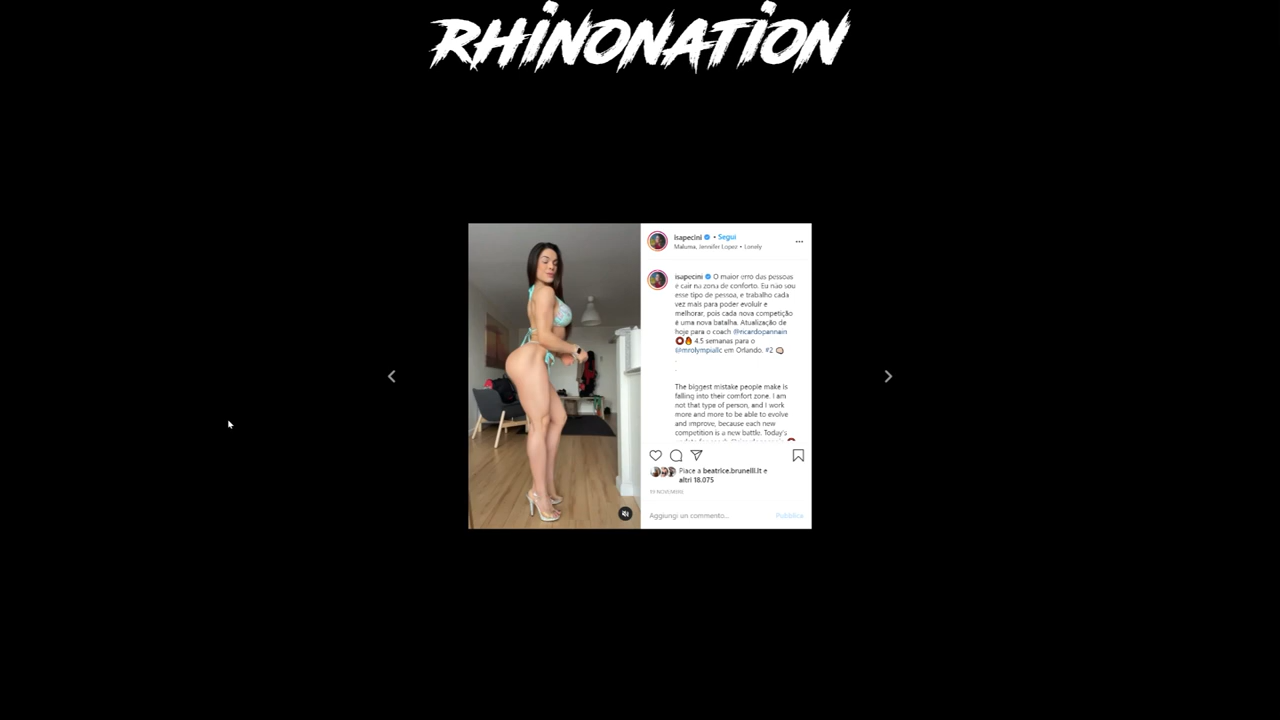 RHINONATION
isapecini • Segui
Maluma, Jennifer Lopez • Lonely
isapecini O maior erro das pessoas
e cair na zona de conforto. Eu não sou
esse tipo de pessoa, e trabalho cada
vez mais para poder evoluir e
melhorar, pois cada nova competição
é uma nova batalha. Atualização de
hoje para o coach @ricardopannain
4.5 semanas para o
@mrolympiallc em Orlando. #2
.
.
The biggest mistake people make is
falling into their comfort zone. I am
not that type of person, and I work
more and more to be able to evolve
and improve, because each new
competition is a new battle. Today's
Piace a beatrice.brunelli.it e
altri 18.075
19 NOVEMBRE
Aggiungi un commento...
Pubblica